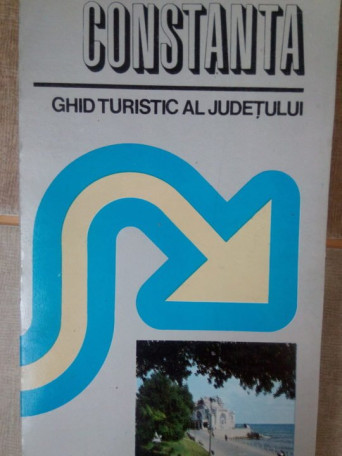 CONSTANTA
GHID TURISTIC AL JUDEȚULUI